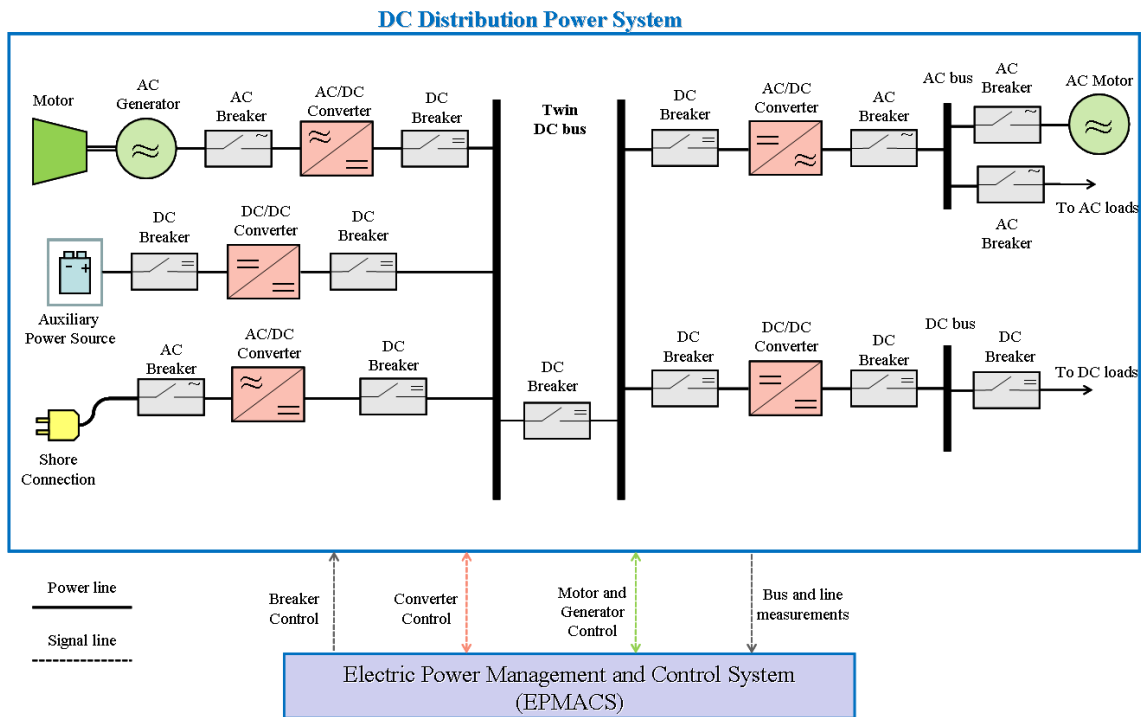 DC Distribution Power System
Motor
AC
Generator
AC
Breaker
AC/DC
Converter
DC
Breaker
Twin
DC bus
DC
Breaker
AC/DC
Converter
AC
Breaker
AC bus
AC
Breaker
AC Motor
To AC loads
AC
Breaker
DC
Breaker
DC/DC
Converter
DC
Breaker
Auxiliary
Power Source
AC
Breaker
AC/DC
Converter
DC
Breaker
DC
Breaker
DC
Breaker
DC/DC
Converter
DC
Breaker
DC bus
DC
Breaker
To DC loads
Shore
Connection
Power line
Signal line
Breaker
Control
Converter
Control
Motor and
Generator
Control
Bus and line
measurements
Electric Power Management and Control System
(EPMACS)